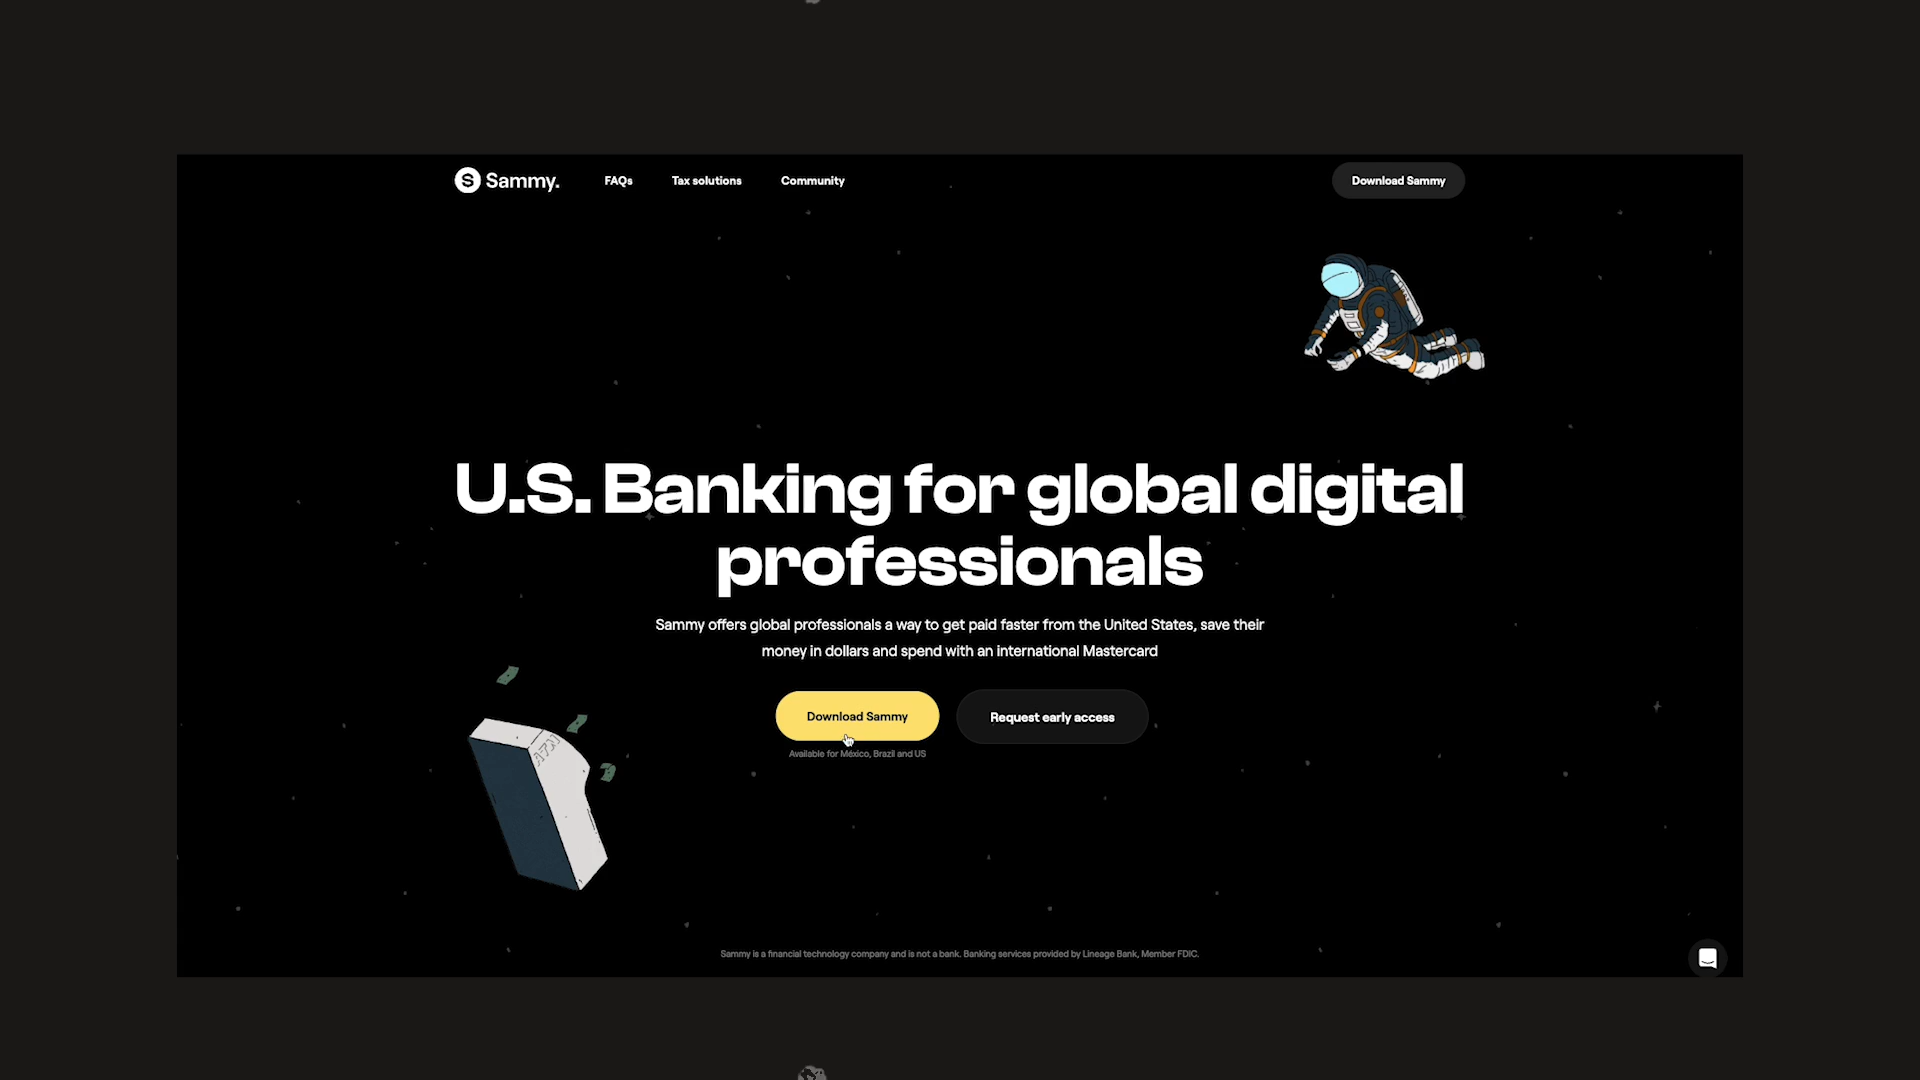 S Sammy.
FAQs
Tax solutions
Community
Download Sammy
U.S. Banking for global digital
professionals
Sammy offers global professionals a way to get paid faster from the United States, save their
money in dollars and spend with an international Mastercard
Download Sammy
Request early access
Available for México, Brazil and US
ATN
Sammy is a financial technology company and is not a bank. Banking services provided by Lineage Bank, Member FDIC.